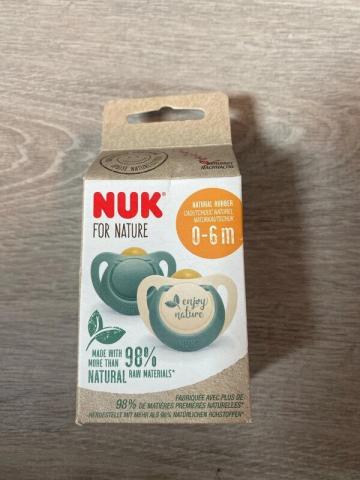 NUK
FOR NATURE
NATURAL RUBBER
CAOUTCHOUC NATUREL
NATURKAUTSCHUK
0-6 m
enjoy
nature
MADE WITH
MORE THAN 98%
NATURAL RAW MATERIALS*
FABRIQUÉE AVEC PLUS DE
98% DE MATIÈRES PREMIÈRES NATURELLES*
HERGESTELLT MIT MEHR ALS 98% NATÜRLICHEN ROHSTOFFEN*